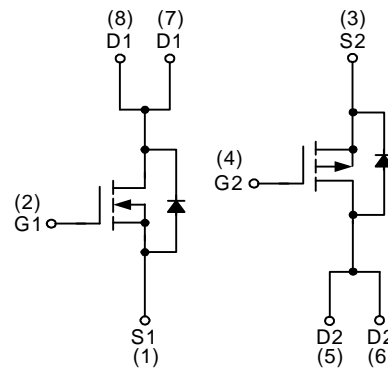 (8) (7)
D1 D1
(2)
G1
S1
(1)
(3)
S2
(4)
G2
D2 D2
(5) (6